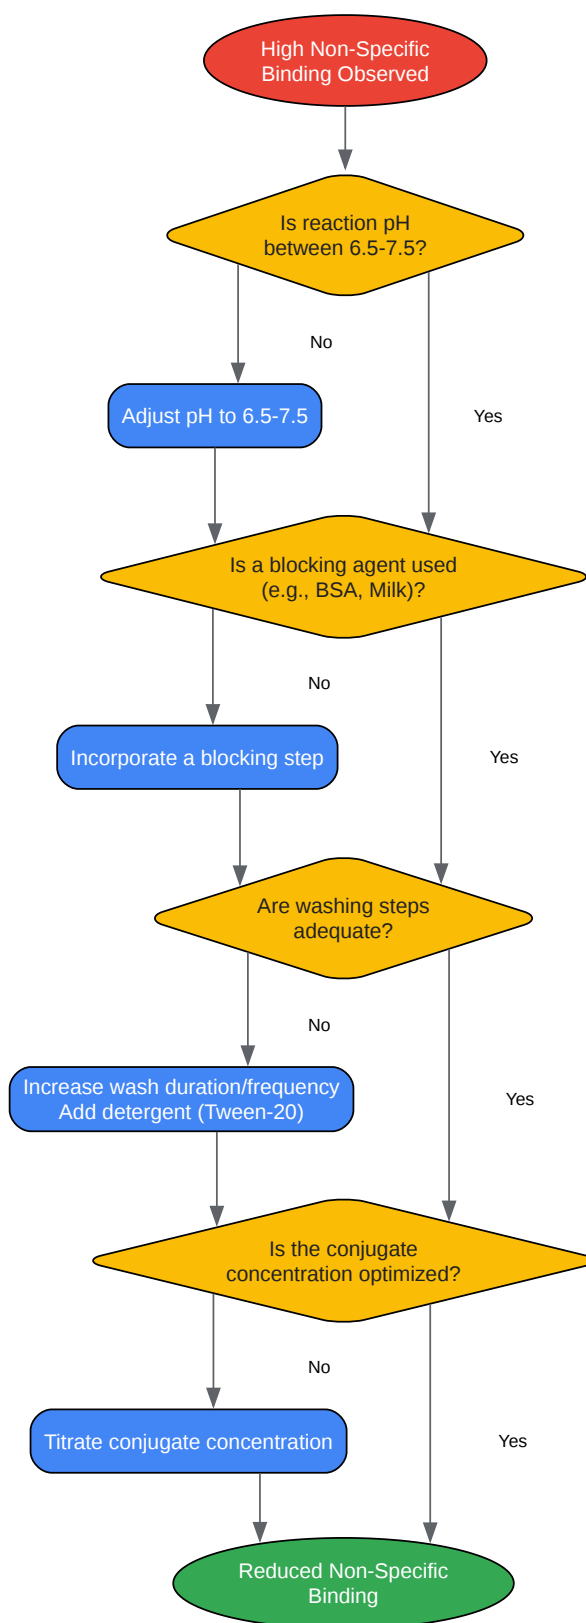 High Non-Specific
Binding Observed
Is reaction pH
between 6.5-7.5?
No
Adjust pH to 6.5-7.5
Yes
Is a blocking agent used
(e.g., BSA, Milk)?
No
Incorporate a blocking step
Yes
Are washing steps
adequate?
No
Increase wash duration/frequency
Add detergent (Tween-20)
Yes
Is the conjugate
concentration optimized?
No
Titrate conjugate concentration
Yes
Reduced Non-Specific
Binding